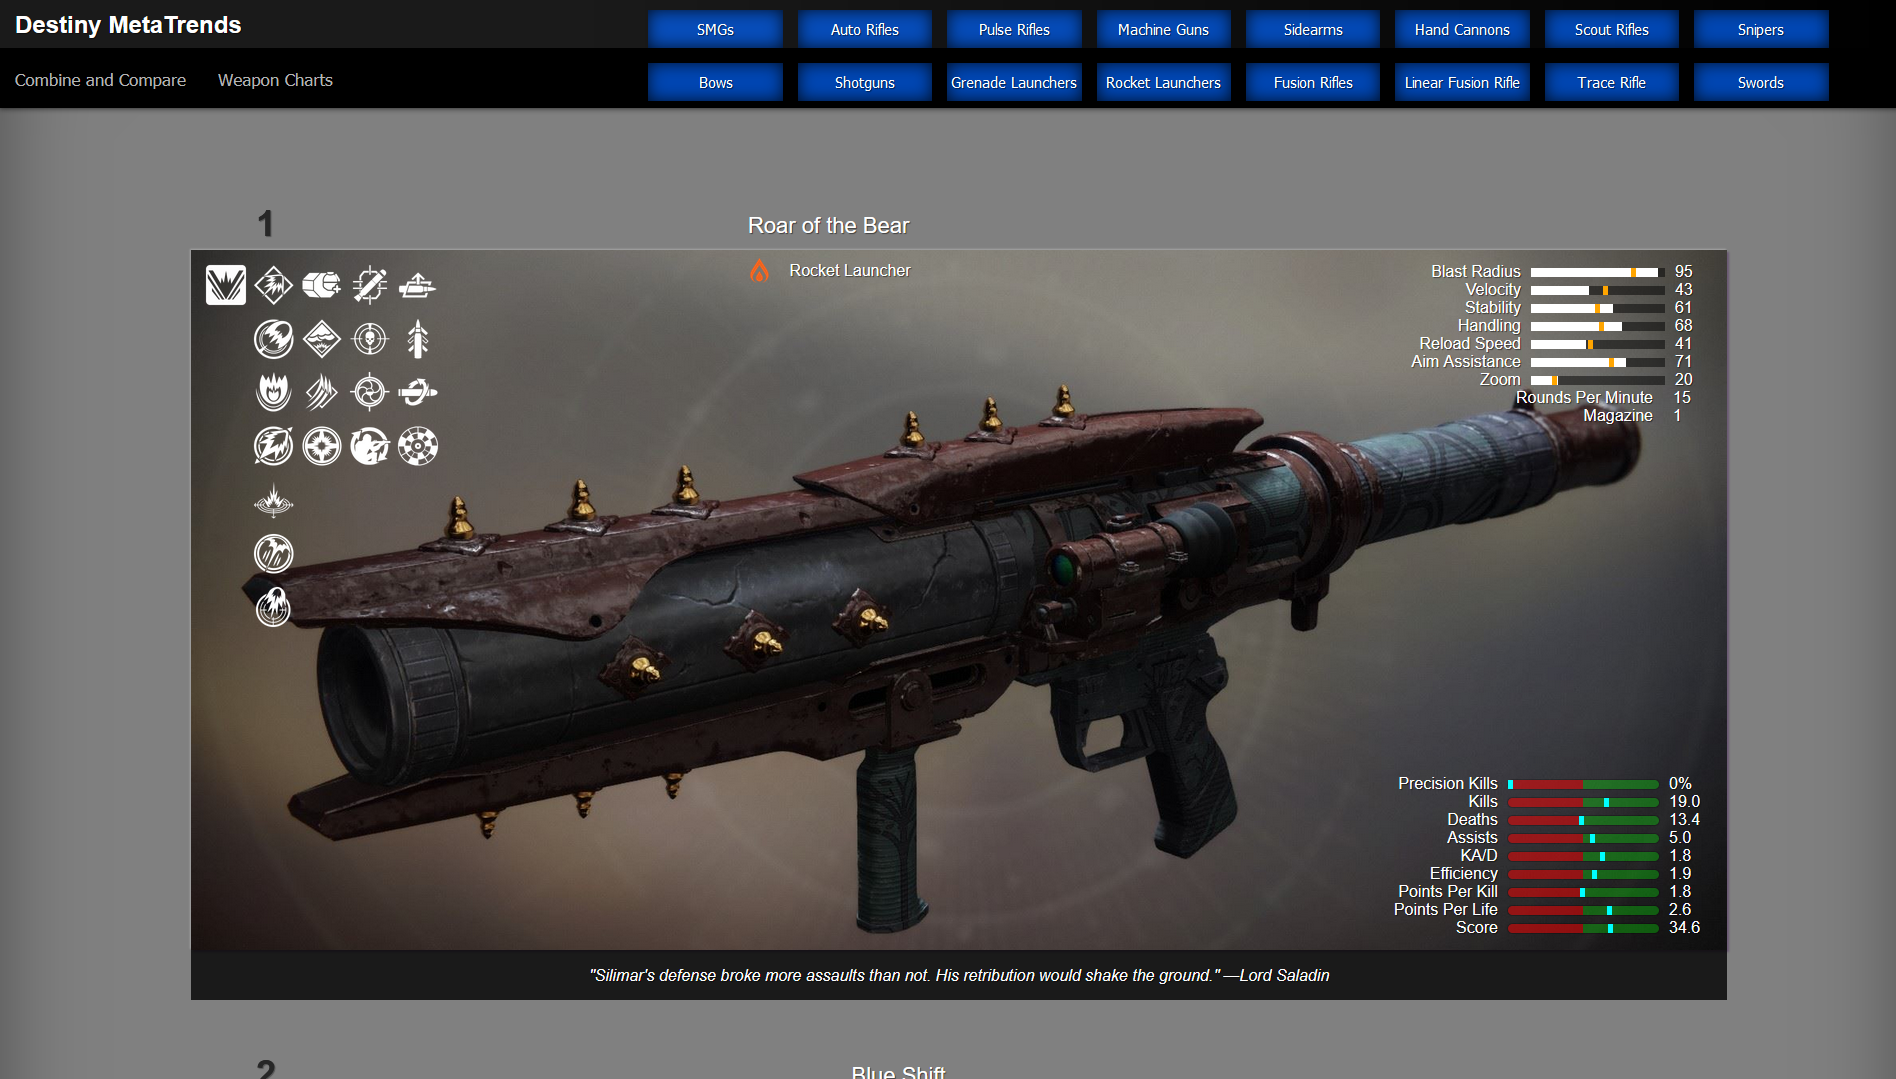 Destiny MetaTrends
SMGs
Auto Rifles
Pulse Rifles
Machine Guns
Sidearms
Hand Cannons
Scout Rifles
Snipers
Combine and Compare
Weapon Charts
Bows
Shotguns
Grenade Launchers
Rocket Launchers
Fusion Rifles
Linear Fusion Rifle
Trace Rifle
Swords
1
Roar of the Bear
Rocket Launcher
Blast Radius 95
Velocity 43
Stability 61
Handling 68
Reload Speed 41
Aim Assistance 71
Zoom 20
Rounds Per Minute 15
Magazine 1
Precision Kills 0%
Kills 19.0
Deaths 13.4
Assists 5.0
KA/D 1.8
Efficiency 1.9
Points Per Kill 1.8
Points Per Life 2.6
Score 34.6
"Silimar's defense broke more assaults than not. His retribution would shake the ground." —Lord Saladin
2
Blue Shift